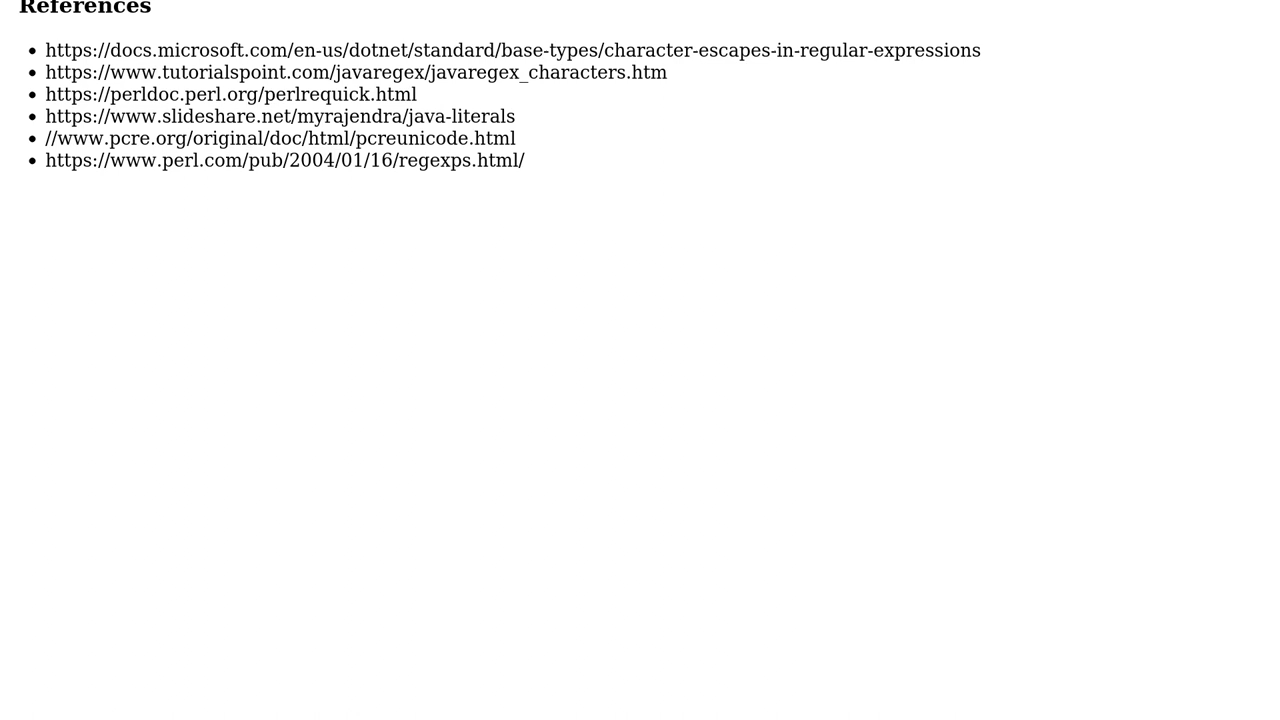 References
https://docs.microsoft.com/en-us/dotnet/standard/base-types/character-escapes-in-regular-expressions
https://www.tutorialspoint.com/javaregex/javaregex_characters.htm
https://perldoc.perl.org/perlrequick.html
https://www.slideshare.net/myrajendra/java-literals
//www.pcre.org/original/doc/html/pcreunicode.html
https://www.perl.com/pub/2004/01/16/regexps.html/